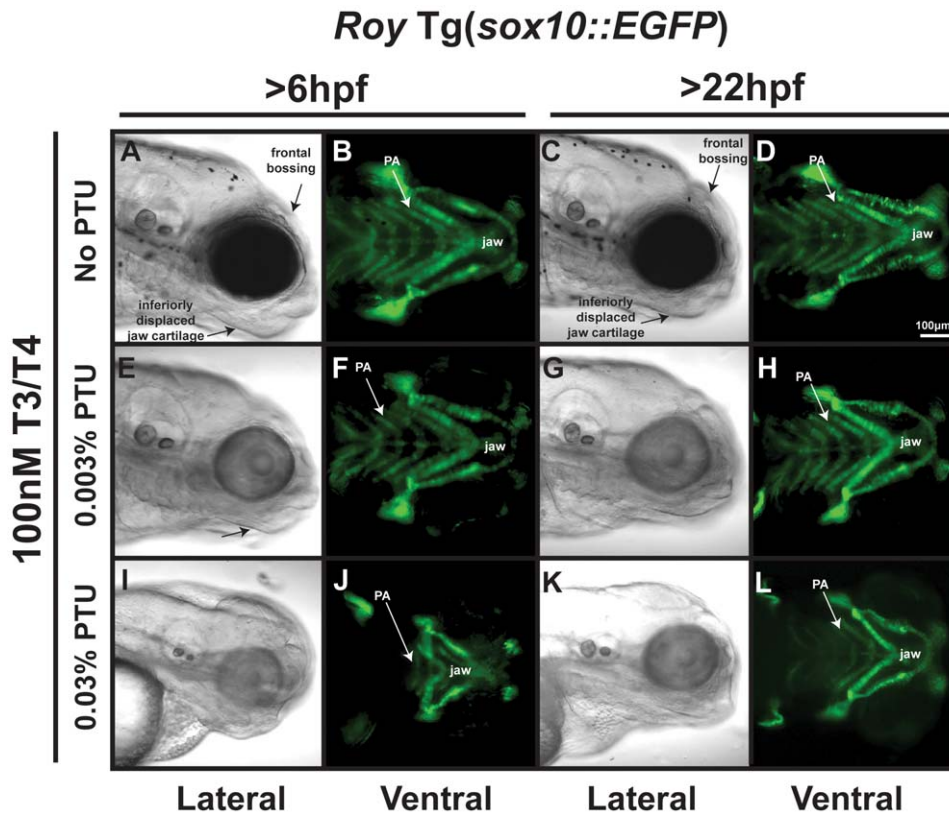 Roy Tg(sox10::EGFP)
>6hpf
>22hpf
100nM T3/T4
No PTU
A
frontal
bossing
inferiorly
displaced
jaw cartilage
B
PA
jaw
C
frontal
bossing
inferiorly
displaced
jaw cartilage
D
PA
jaw
100µm
0.003% PTU
E
F
PA
jaw
G
H
PA
jaw
0.03% PTU
I
J
PA
jaw
K
L
PA
jaw
Lateral
Ventral
Lateral
Ventral